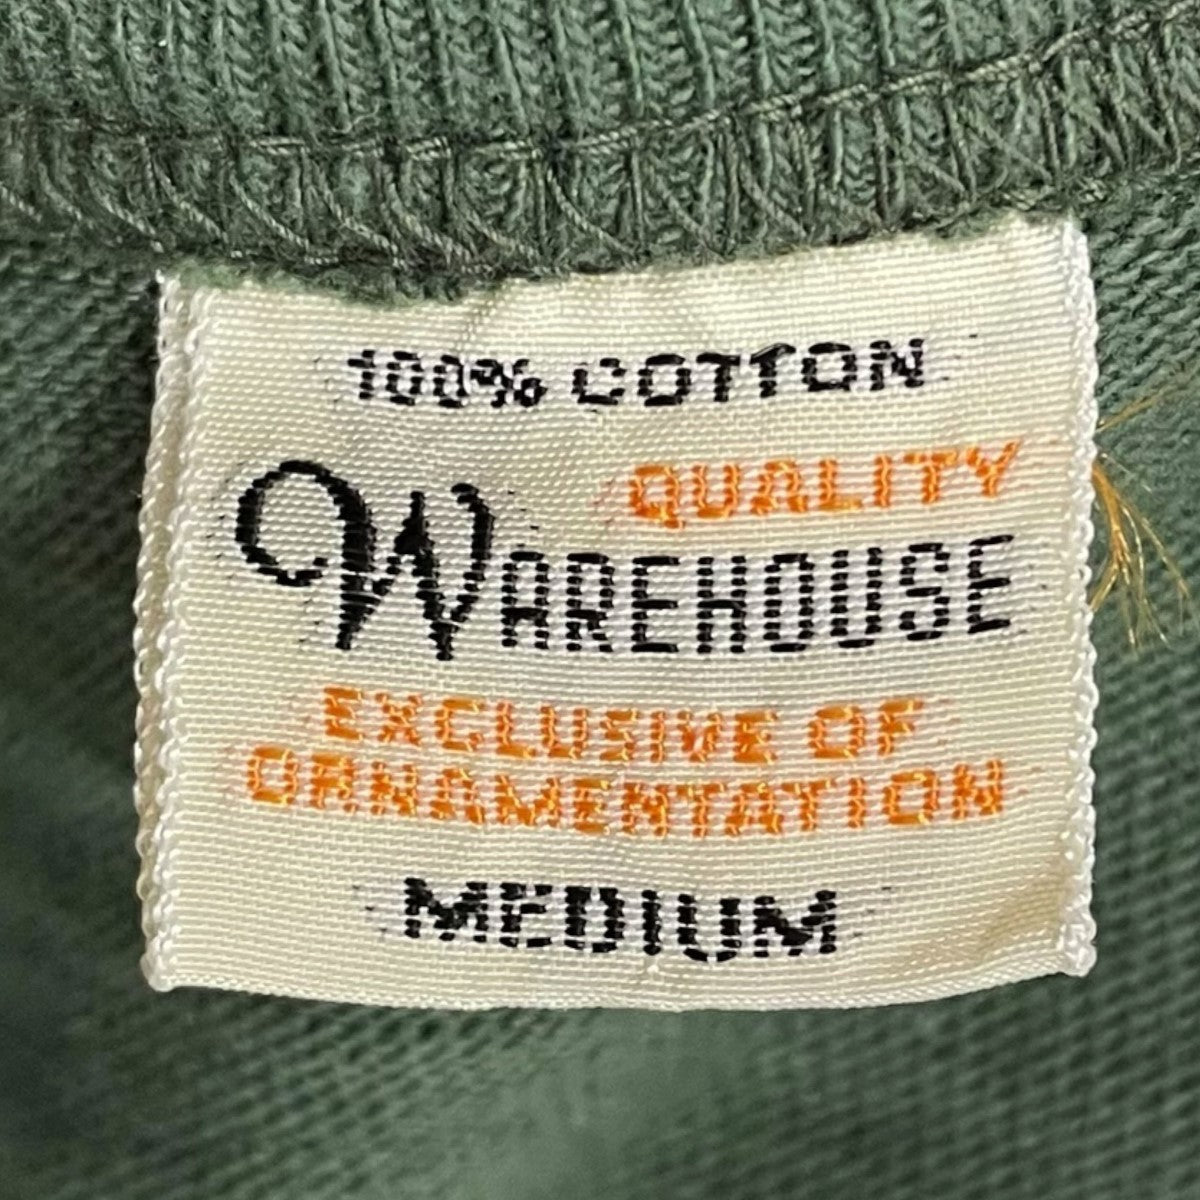 100% COTTON
QUALITY
WAREHOUSE
EXCLUSIVE OF
ORNAMENTATION
MEDIUM